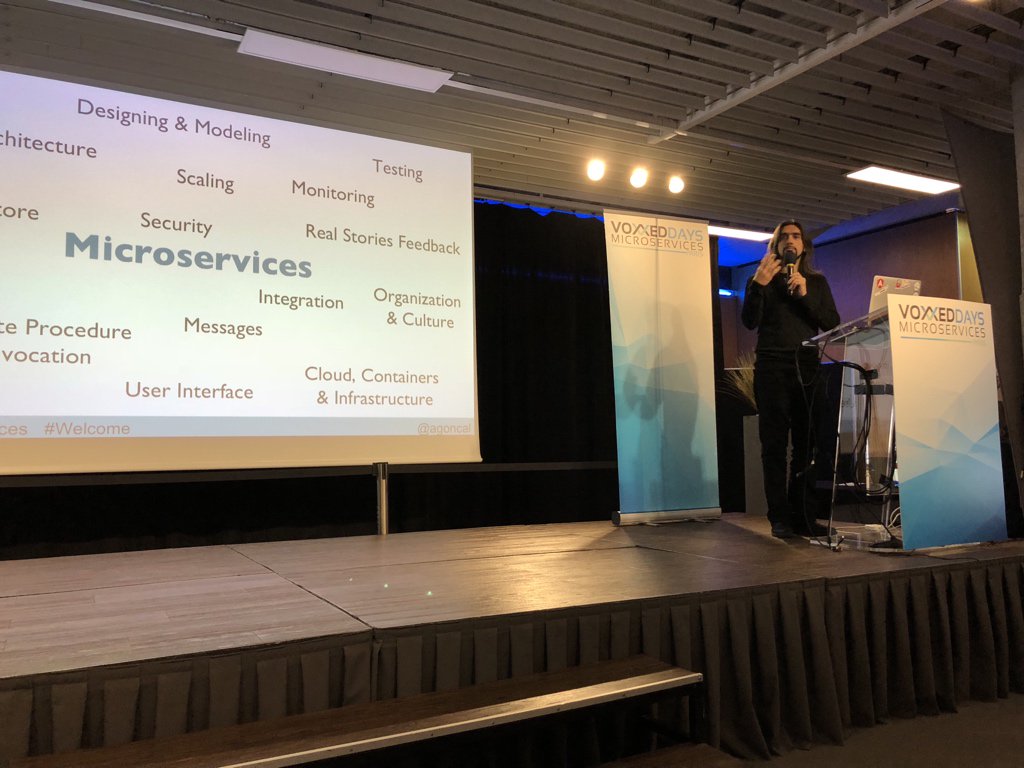 Designing & Modeling
chitecture
Testing
Scaling
Monitoring
ore
Security
Real Stories Feedback
Microservices
Integration
Organization
& Culture
te Procedure
vocation
Messages
User Interface
Cloud, Containers
& Infrastructure
ces #Welcome
@agoncal
VOXXEDDAYS
MICROSERVICES
VOXXEDDAYS
MICROSERVICES